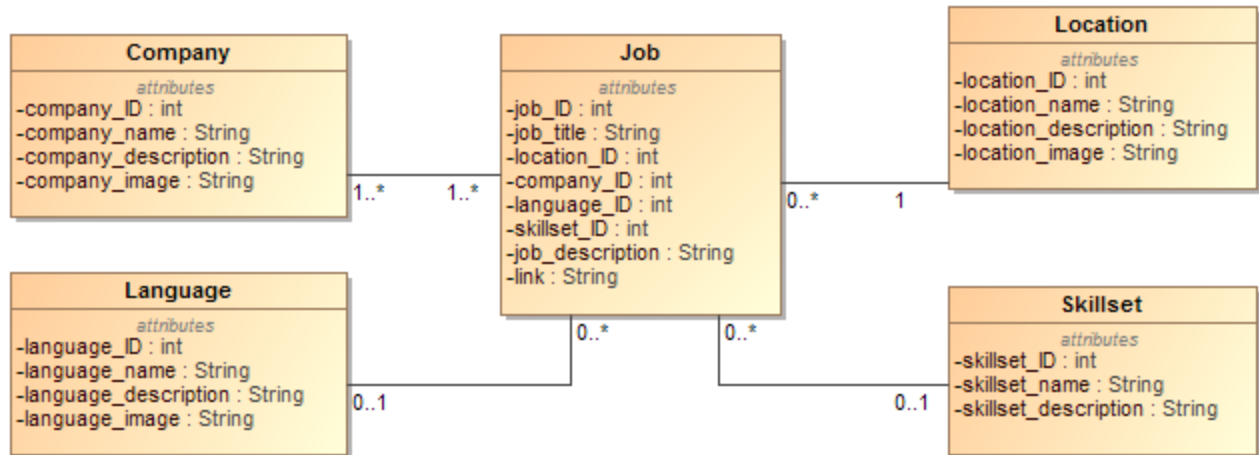 Company
attributes
-company_ID : int
-company_name : String
-company_description : String
-company_image : String
1..*
1..*
Job
attributes
-job_ID : int
-job_title : String
-location_ID : int
-company_ID : int
-language_ID : int
-skillset_ID : int
-job_description : String
-link : String
0..*
1
Location
attributes
-location_ID : int
-location_name : String
-location_description : String
-location_image : String
Language
attributes
-language_ID : int
-language_name : String
-language_description : String
-language_image : String
0..1
0..*
0..*
0..1
Skillset
attributes
-skillset_ID : int
-skillset_name : String
-skillset_description : String